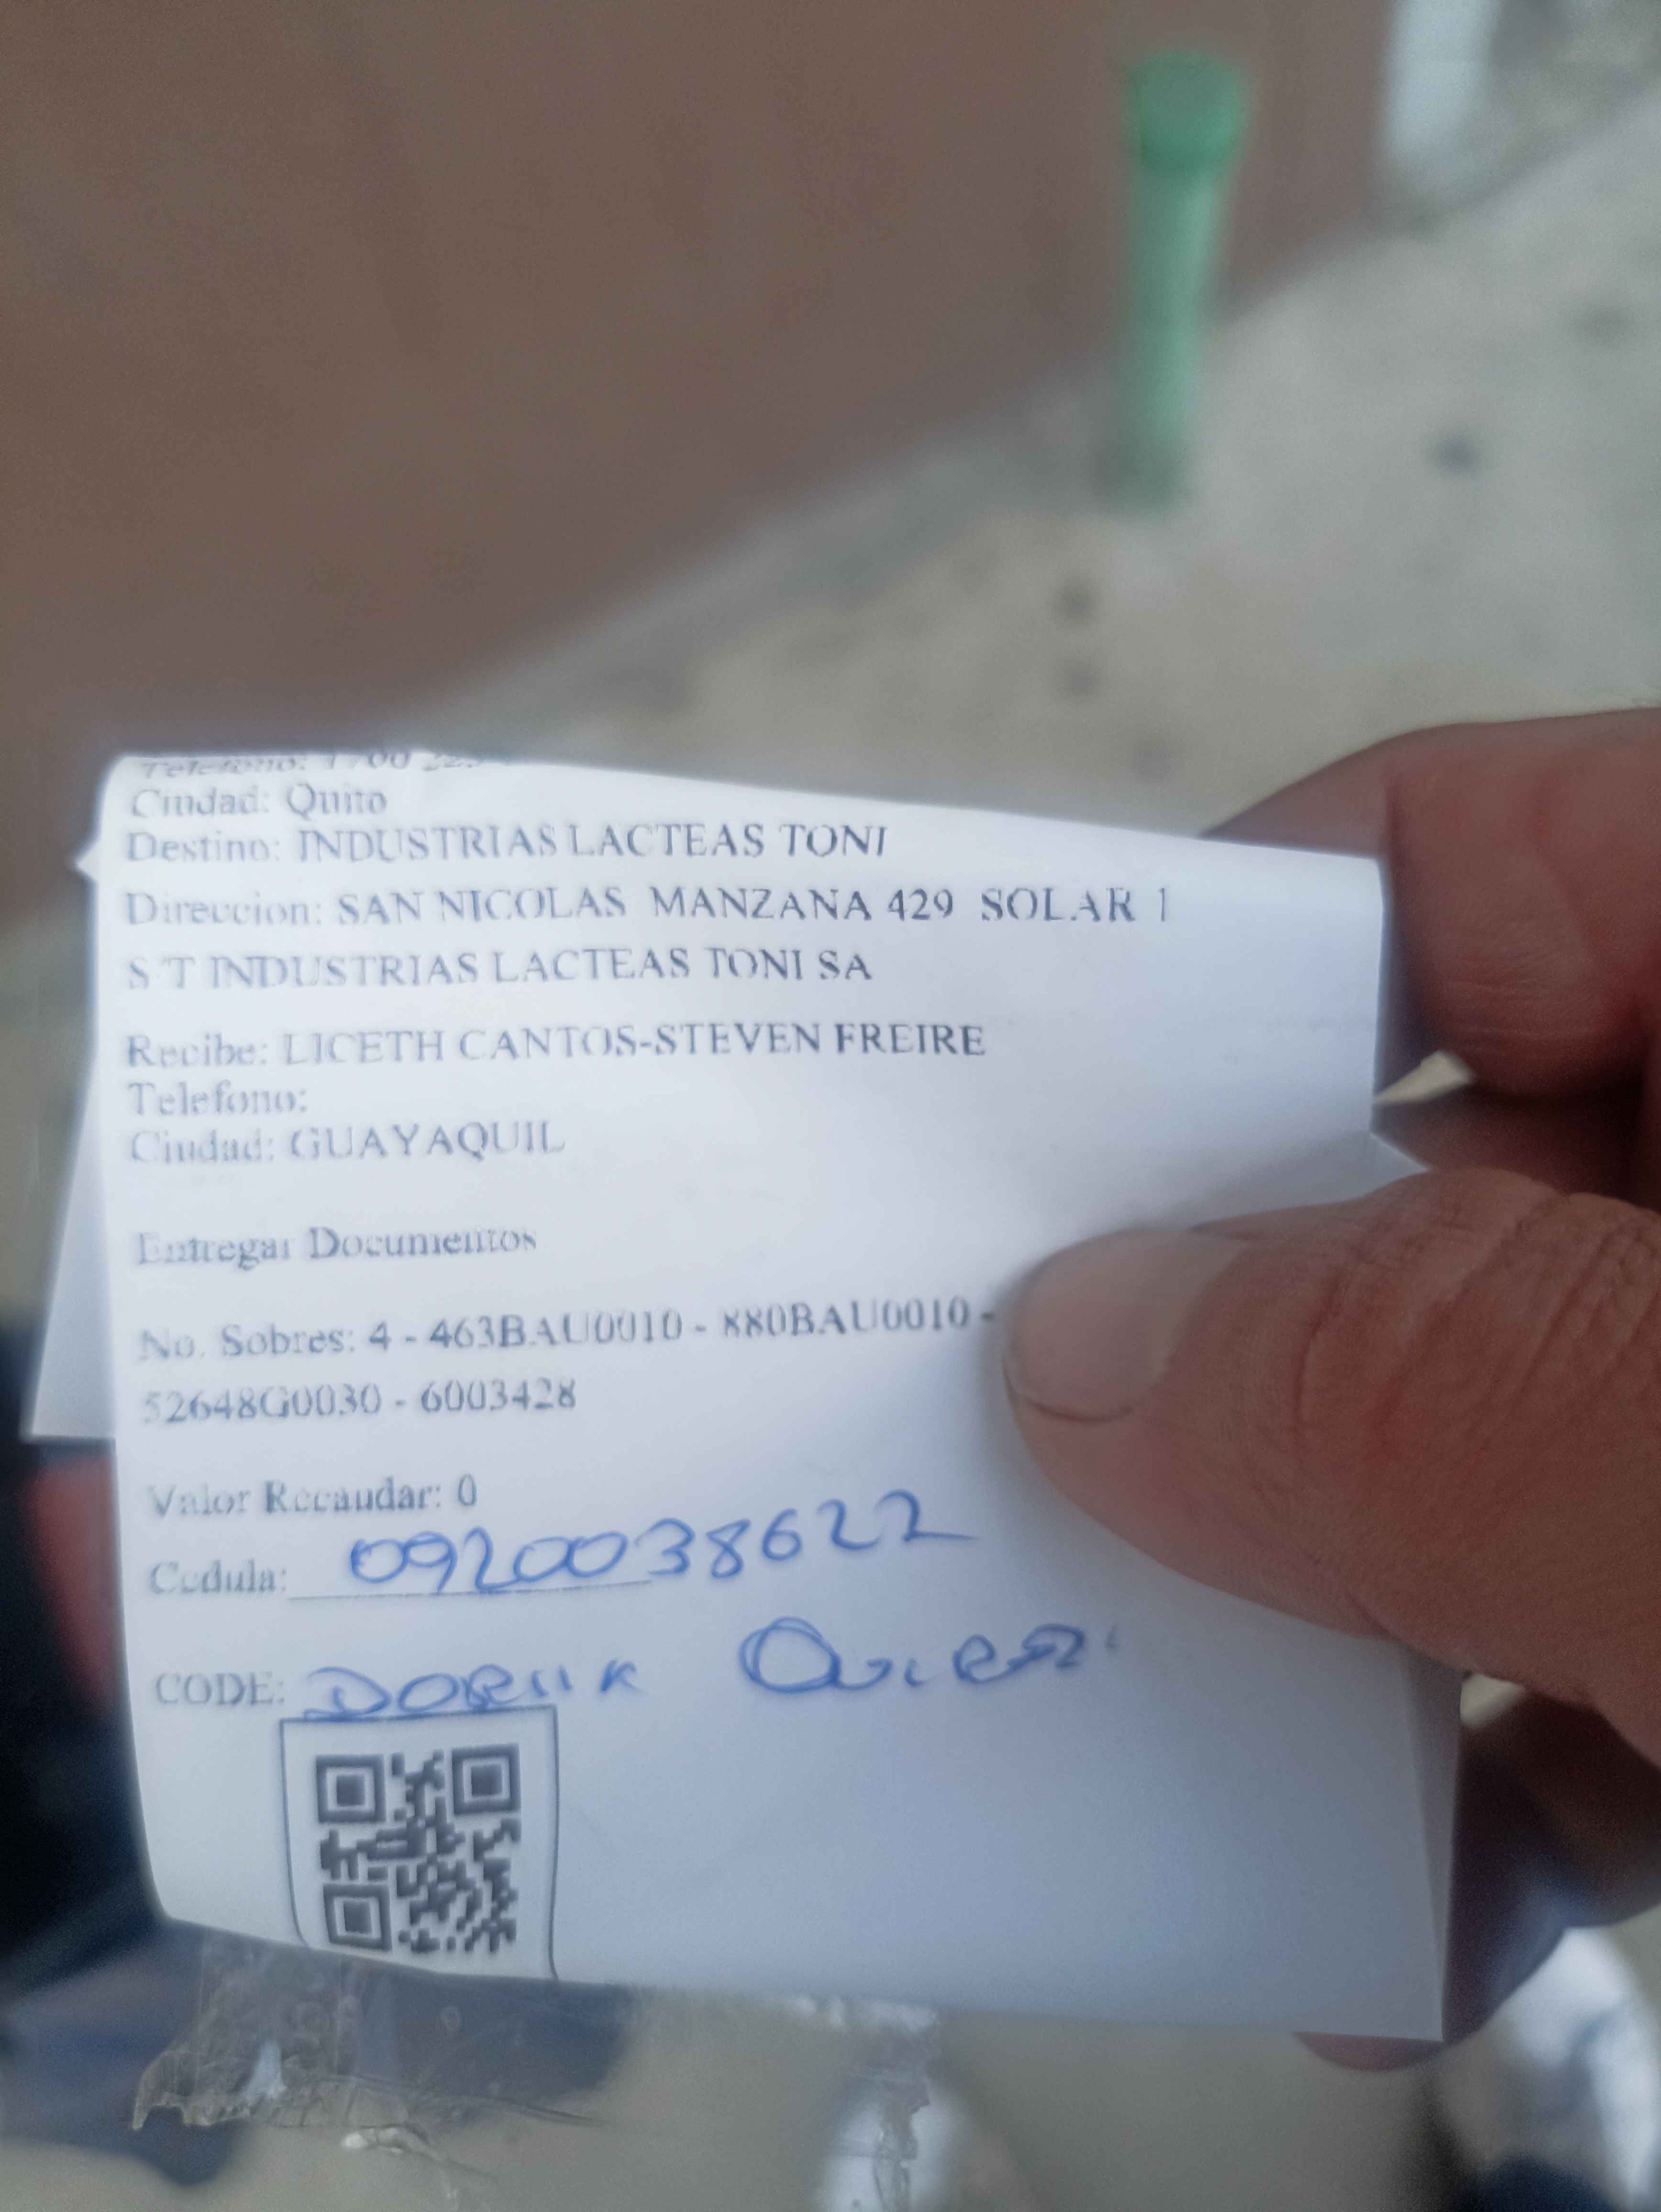 Telefono: 1700
Ciudad: Quito
Destino: INDUSTRIAS LACTEAS TONI
Direccion: SAN NICOLAS MANZANA 429 SOLAR 1
S T INDUSTRIAS LACTEAS TONI SA
Recibe: LICETH CANTOS-STEVEN FREIRE
Telefono:
Ciudad: GUAYAQUIL
Entregar Documentos
No. Sobres: 4 - 463BAU0010 - 880BAU0010 -
52648G0030 - 6003428
Valor Recaudar: 0
Cedula: 0920038622
CODE: